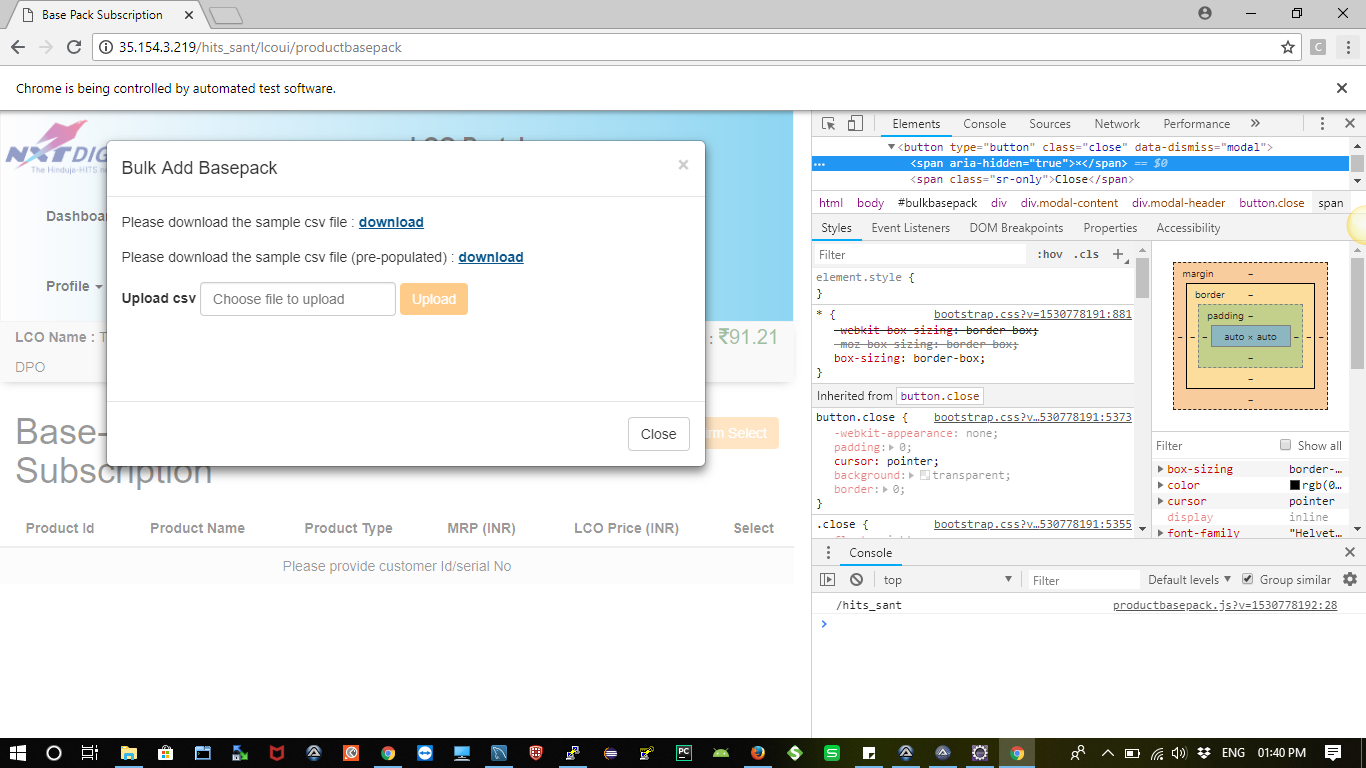 Base Pack Subscription
35.154.3.219/hits_sant/lcoui/productbasepack
C
Chrome is being controlled by automated test software.
NXTDIG
The Hinduja-HITS
Dashboa
Profile
LCO Name : T
: ₹91.21
DPO
Bulk Add Basepack
×
Please download the sample csv file : download
Please download the sample csv file (pre-populated) : download
Upload csv Choose file to upload Upload
Close
rm Select
Base-
Subscription
Product Id Product Name Product Type MRP (INR) LCO Price (INR) Select
Please provide customer Id/serial No
Elements Console Sources Network Performance »
▼<button type="button" class="close" data-dismiss="modal">
... <span aria-hidden="true">×</span> == $0
<span class="sr-only">Close</span>
html body #bulkbasepack div div.modal-content div.modal-header button.close span
Styles Event Listeners DOM Breakpoints Properties Accessibility
Filter :hov .cls +
element.style {
}
* { bootstrap.css?v=1530778191:881
-webkit-box-sizing: border-box;
-moz-box-sizing: border-box;
box-sizing: border-box;
}
Inherited from button.close
button.close { bootstrap.css?v…530778191:5373
-webkit-appearance: none;
padding:▶ 0;
cursor: pointer;
background:▶ transparent;
border:▶ 0;
}
.close { bootstrap.css?v…530778191:5355
margin –
border –
padding –
– – – auto × auto – – –
–
–
–
Filter Show all
box-sizing border-…
color rgb(0…
cursor pointer
display inline
font-family "Helvet…
Console
top Filter Default levels ▼ Group similar
/hits_sant productbasepack.js?v=1530778192:28
>
ENG 01:40 PM